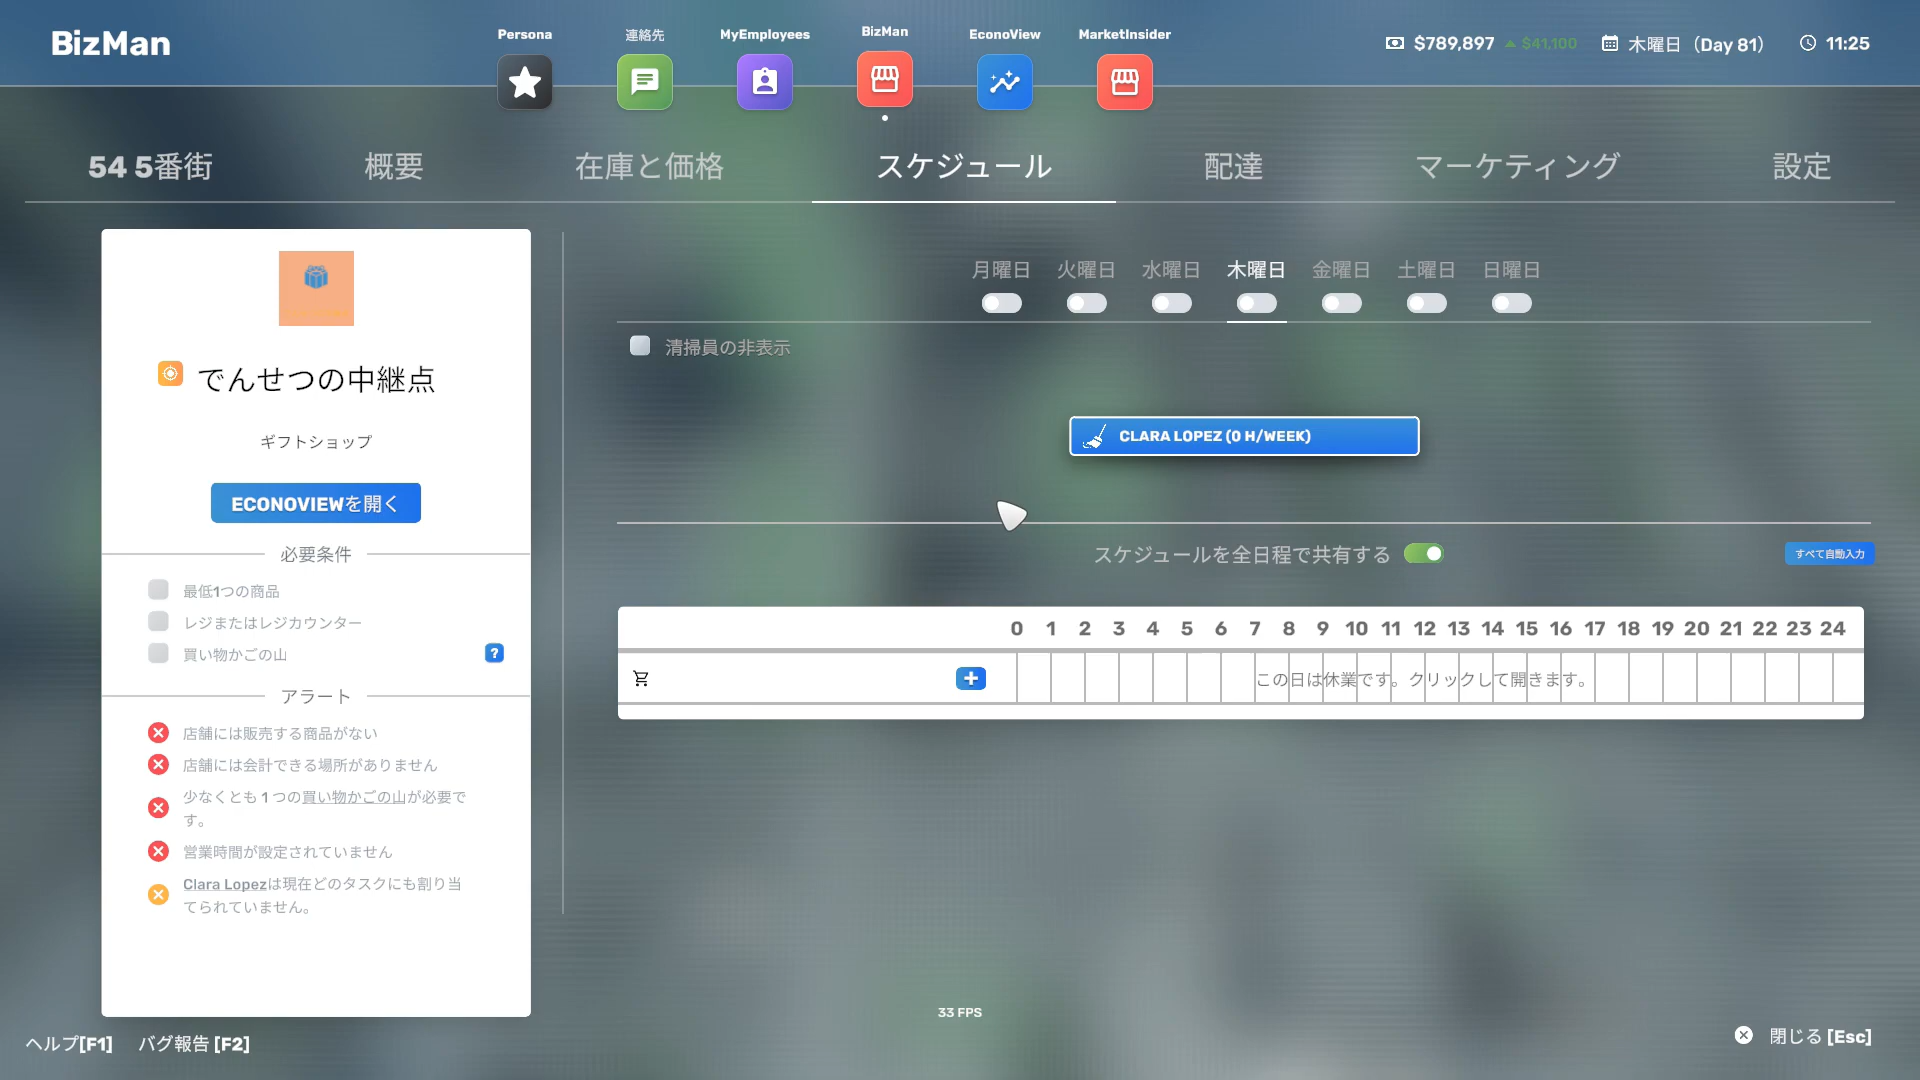 BizMan
Persona
連絡先
MyEmployees
BizMan
EconoView
MarketInsider
$789,897
$41,100
木曜日 (Day 81)
11:25
54 5番街
概要
在庫と価格
スケジュール
配達
マーケティング
設定
でんせつの中継点
ギフトショップ
ECONOVIEWを開く
必要条件
最低1つの商品
レジまたはレジカウンター
買い物かごの山
?
アラート
店舗には販売する商品がない
店舗には会計できる場所がありません
少なくとも 1 つの買い物かごの山が必要で
す。
営業時間が設定されていません
Clara Lopezは現在どのタスクにも割り当
てられていません。
月曜日 火曜日 水曜日 木曜日 金曜日 土曜日 日曜日
清掃員の非表示
CLARA LOPEZ (0 H/WEEK)
スケジュールを全日程で共有する
すべて自動入力
0 1 2 3 4 5 6 7 8 9 10 11 12 13 14 15 16 17 18 19 20 21 22 23 24
この日は休業です。クリックして開きます。
33 FPS
ヘルプ[F1]
バグ報告 [F2]
閉じる [Esc]